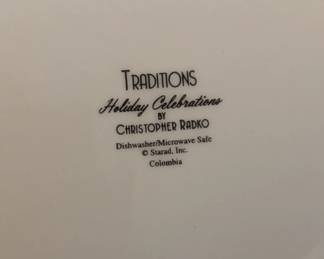 TRADITIONS
Holiday Celebrations
BY
CHRISTOPHER RADKO
Dishwasher/Microwave Safe
© Starad, Inc.
Colombia